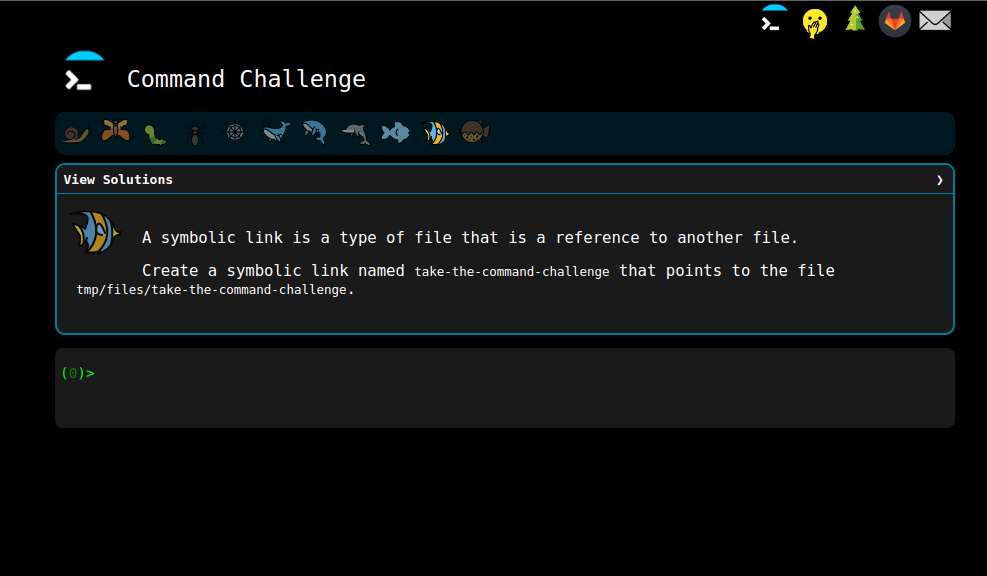 Command Challenge
View Solutions
A symbolic link is a type of file that is a reference to another file.
Create a symbolic link named take-the-command-challenge that points to the file
tmp/files/take-the-command-challenge.
(0)>